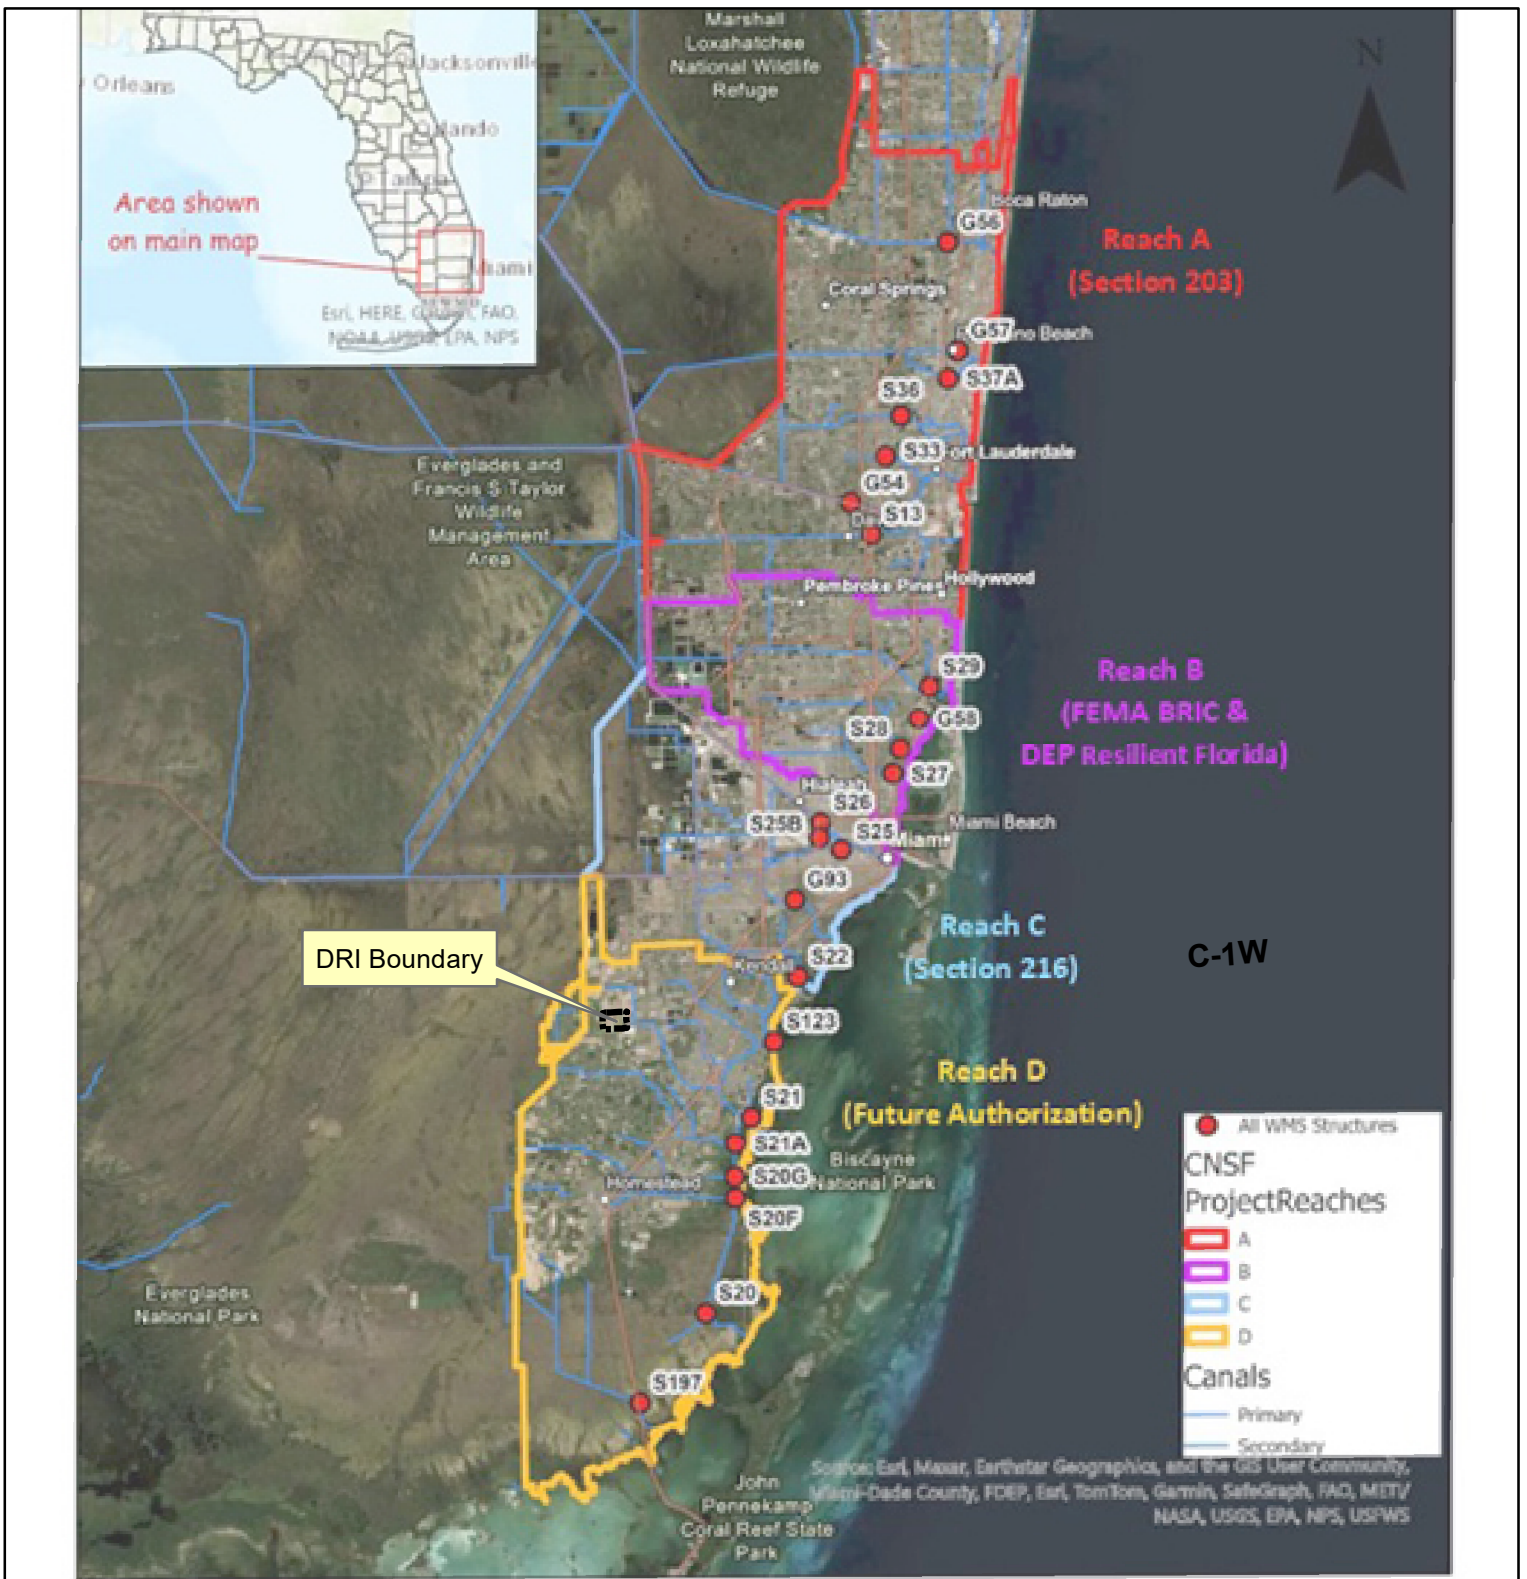 Marshall
Loxahatchee
National Wildlife
Refuge
Jacksonville
Orleans
Orlando
Tampa
Area shown
on main map
Miami
Esri, HERE, Garmin, FAO,
NOAA, USGS, EPA, NPS
N
Boca Raton
G56
Reach A
(Section 203)
Coral Springs
G57
no Beach
S37A
S36
S33
ort Lauderdale
Everglades and
Francis S Taylor
Wildlife
Management
Area
G54
S13
Pembroke Pines
Hollywood
S29
Reach B
(FEMA BRIC &
DEP Resilient Florida)
G58
S28
S27
Hialeah
S26
S25B
S25
Miami
Miami Beach
G93
Reach C
(Section 216)
C-1W
DRI Boundary
Kendall
S22
S123
Reach D
(Future Authorization)
S21
S21A
Biscayne
National Park
S20G
Homestead
S20F
S20
Everglades
National Park
S197
All WMS Structures
CNSF
ProjectReaches
A
B
C
D
Canals
Primary
Secondary
Source: Esri, Maxar, Earthstar Geographics, and the GIS User Community,
Miami-Dade County, FDEP, Esri, TomTom, Garmin, SafeGraph, FAO, METI/
NASA, USGS, EPA, NPS, USFWS
John
Pennekamp
Coral Reef State
Park